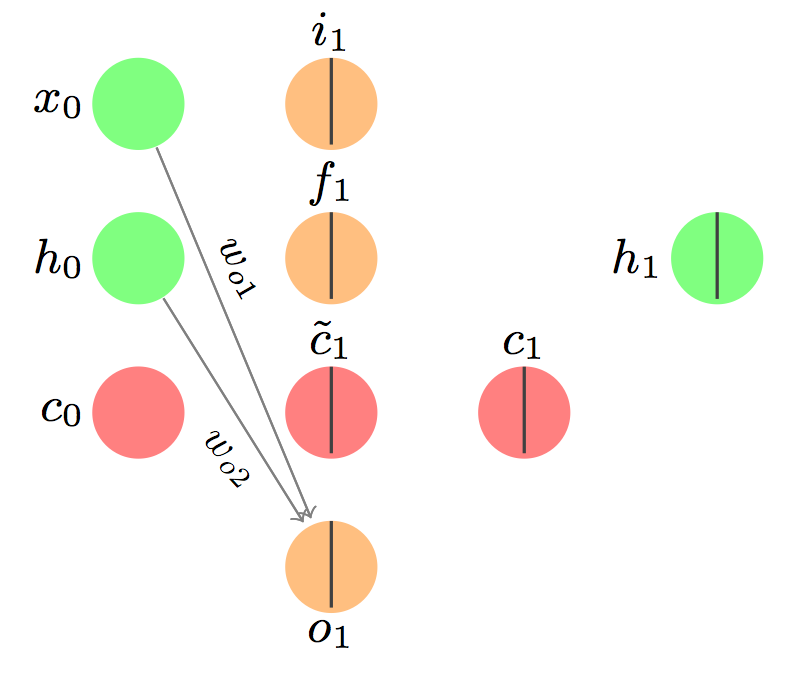 i₁
x₀
f₁
wₒ₁
h₀
h₁
c̃₁
c₁
c₀
wₒ₂
o₁